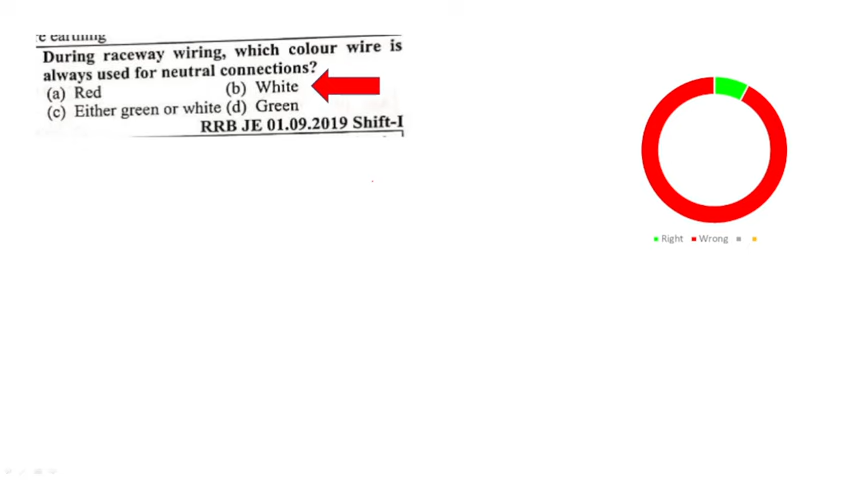 During raceway wiring, which colour wire is
always used for neutral connections?
(a) Red (b) White
(c) Either green or white (d) Green
RRB JE 01.09.2019 Shift-I
Right Wrong